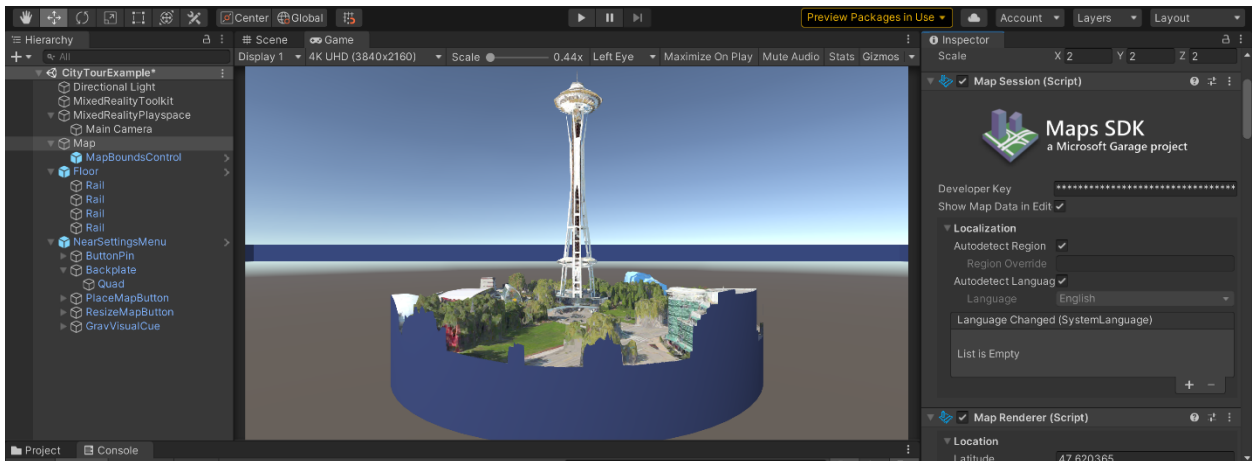 Center Global
Preview Packages in Use
Account Layers Layout
Hierarchy
All
CityTourExample*
Directional Light
MixedRealityToolkit
MixedRealityPlayspace
Main Camera
Map
MapBoundsControl
Floor
Rail
Rail
Rail
Rail
NearSettingsMenu
ButtonPin
Backplate
Quad
PlaceMapButton
ResizeMapButton
GravVisualCue
Scene Game
Display 1 4K UHD (3840x2160) Scale 0.44x Left Eye Maximize On Play Mute Audio Stats Gizmos
Inspector
Scale X 2 Y 2 Z 2
Map Session (Script)
Maps SDK
a Microsoft Garage project
Developer Key *********************************
Show Map Data in Edit
Localization
Autodetect Region
Region Override
Autodetect Languag
Language English
Language Changed (SystemLanguage)
List is Empty
+ −
Map Renderer (Script)
Location
Latitude 47.620365
Project Console